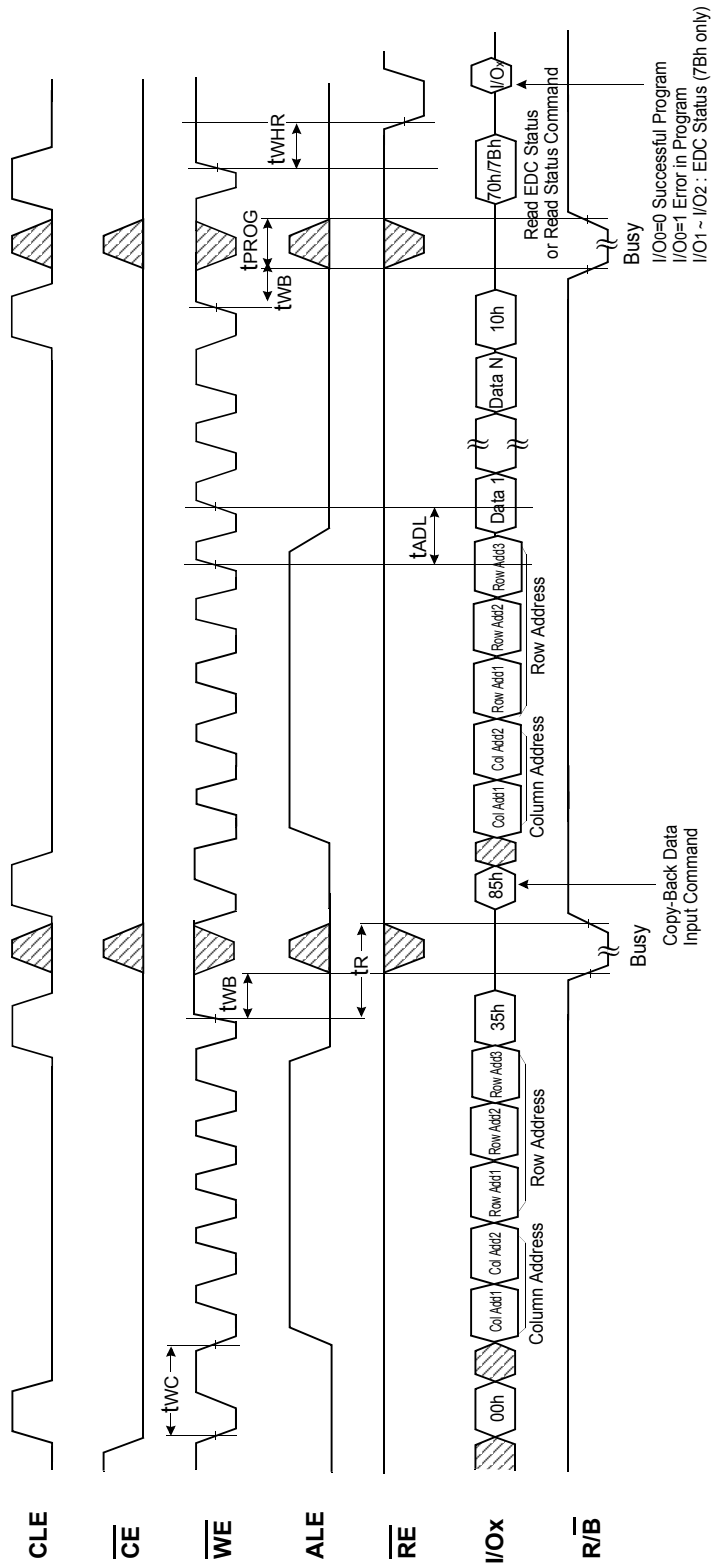 CLE
CE
WE
ALE
RE
I/Ox
R/B
tWC
tWB
tR
tWB
tPROG
tWHR
tADL
00h
Col Add1
Col Add2
Row Add1
Row Add2
Row Add3
35h
85h
Col Add1
Col Add2
Row Add1
Row Add2
Row Add3
Data 1
Data N
10h
70h/7Bh
I/Ox
Column Address
Row Address
Column Address
Row Address
Read EDC Status
or Read Status Command
Busy
Busy
Copy-Back Data
Input Command
I/O0=0 Successful Program
I/O0=1 Error in Program
I/O1 ~ I/O2 : EDC Status (7Bh only)